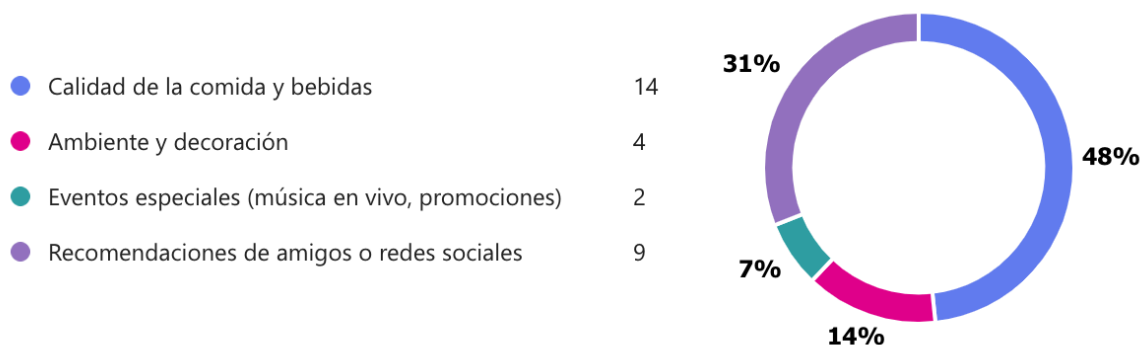 Calidad de la comida y bebidas 14
Ambiente y decoración 4
Eventos especiales (música en vivo, promociones) 2
Recomendaciones de amigos o redes sociales 9
31%
48%
7%
14%